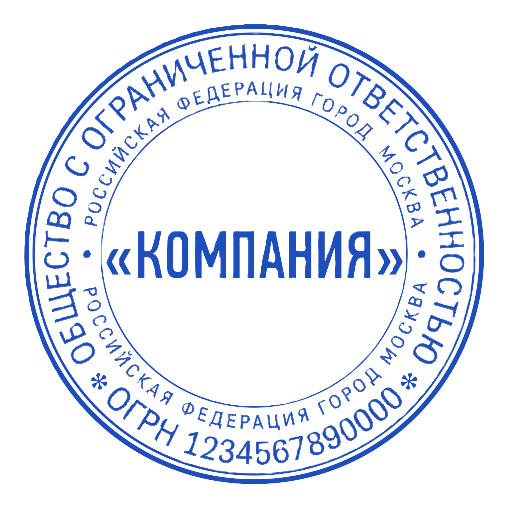 ОБЩЕСТВО С ОГРАНИЧЕННОЙ ОТВЕТСТВЕННОСТЬЮ
* ОГРН 1234567890000 *
РОССИЙСКАЯ ФЕДЕРАЦИЯ ГОРОД МОСКВА
• РОССИЙСКАЯ ФЕДЕРАЦИЯ ГОРОД МОСКВА •
«КОМПАНИЯ»